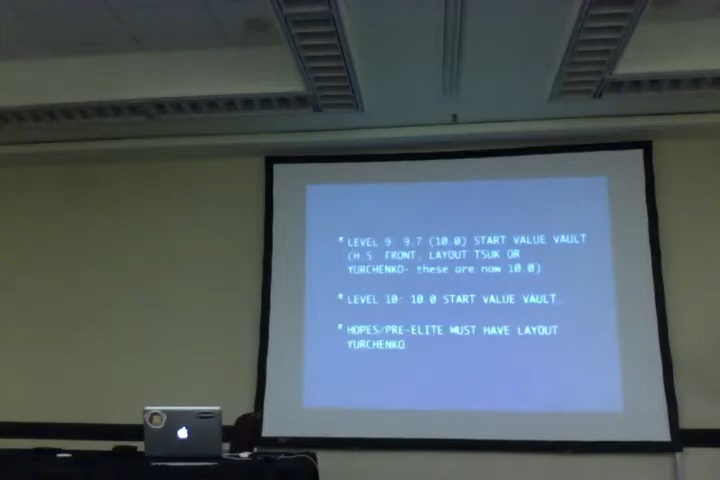 * LEVEL 9: 9.7 (10.0) START VALUE VAULT
(H.S. FRONT, LAYOUT TSUK OR
YURCHENKO- these are now 10.0)
* LEVEL 10: 10.0 START VALUE VAULT.
* HOPES/PRE-ELITE MUST HAVE LAYOUT
YURCHENKO